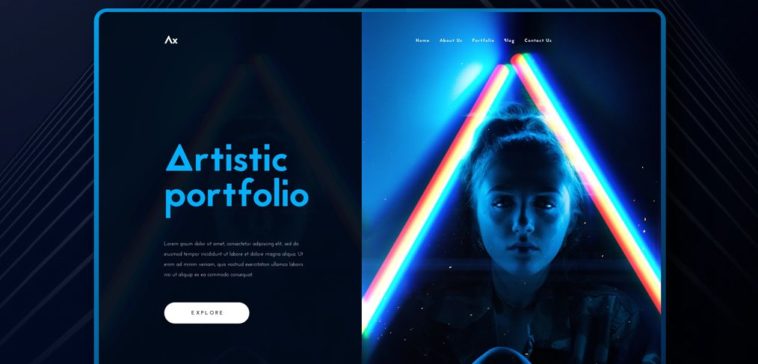 Ax
Home About Us Portfolio Blog Contact Us
Artistic
portfolio
Lorem ipsum dolor sit amet, consectetur adipiscing elit, sed do
eiusmod tempor incididunt ut labore et dolore magna aliqua. Ut
enim ad minim veniam, quis nostrud exercitation ullamco laboris
nisi ut aliquip ex ea commodo consequat
EXPLORE